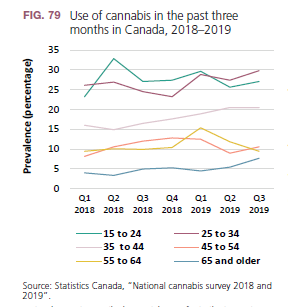 FIG. 79 Use of cannabis in the past three
months in Canada, 2018–2019
Prevalence (percentage)
35
30
25
20
15
10
5
0
Q1 Q2 Q3 Q4 Q1 Q2 Q3
2018 2018 2018 2018 2019 2019 2019
15 to 24 25 to 34
35 to 44 45 to 54
55 to 64 65 and older
Source: Statistics Canada, "National cannabis survey 2018 and
2019".